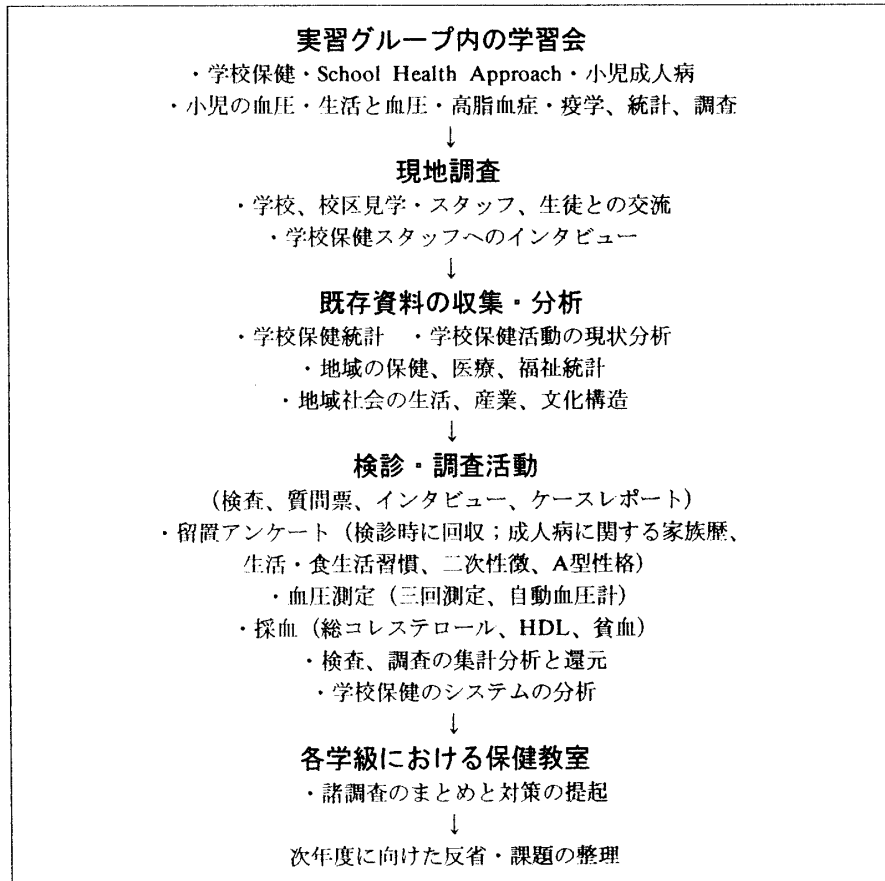 実習グループ内の学習会
・学校保健・School Health Approach・小児成人病
・小児の血圧・生活と血圧・高脂血症・疫学、統計、調査
↓
現地調査
・学校、校区見学・スタッフ、生徒との交流
・学校保健スタッフへのインタビュー
↓
既存資料の収集・分析
・学校保健統計　・学校保健活動の現状分析
・地域の保健、医療、福祉統計
・地域社会の生活、産業、文化構造
↓
検診・調査活動
(検査、質問票、インタビュー、ケースレポート)
・留置アンケート（検診時に回収；成人病に関する家族歴、
生活・食生活習慣、二次性徴、A型性格）
・血圧測定（三回測定、自動血圧計）
・採血（総コレステロール、HDL、貧血）
・検査、調査の集計分析と還元
・学校保健のシステムの分析
↓
各学級における保健教室
・諸調査のまとめと対策の提起
↓
次年度に向けた反省・課題の整理